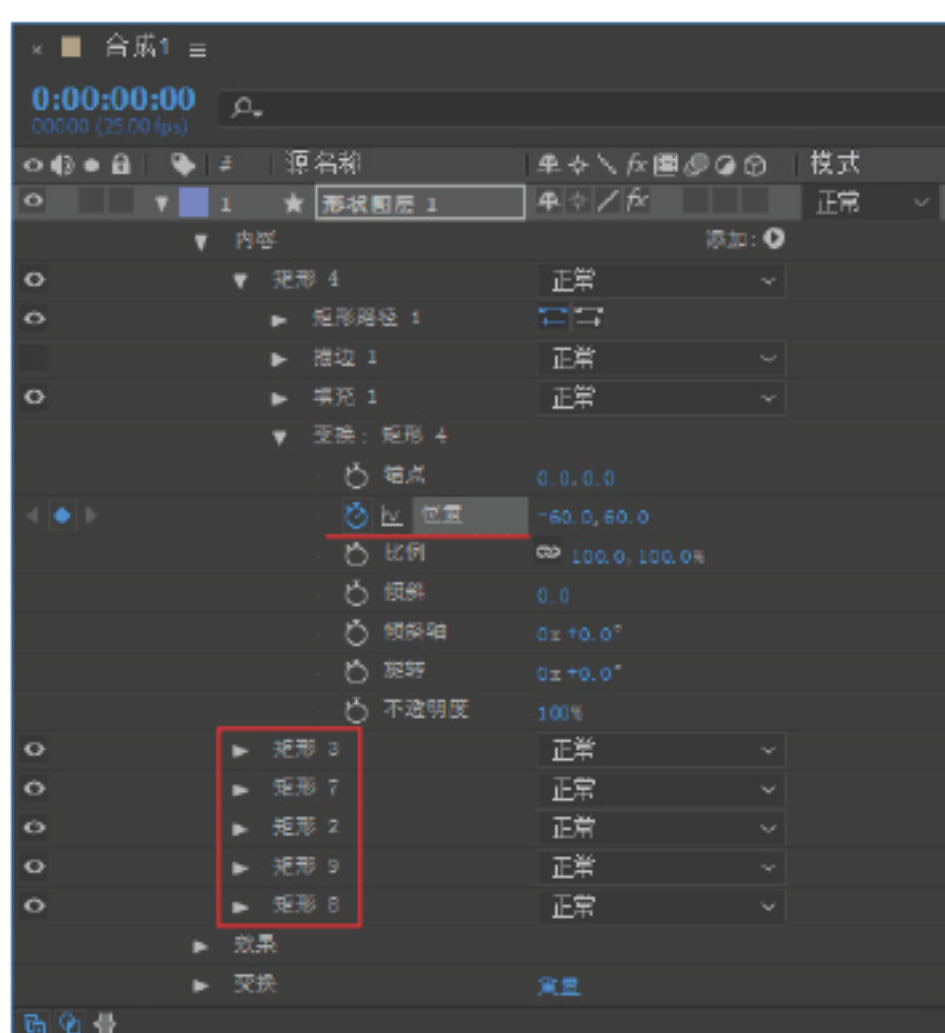 合成1
0:00:00:00
00000 (25.00 fps)
# 源名称 fx 模式
1 形状图层 1 fx 正常
内容 添加:
矩形 4 正常
矩形路径 1
描边 1 正常
填充 1 正常
变换: 矩形 4
锚点 0.0,0.0
位置 -60.0,60.0
比例 100.0,100.0%
倾斜 0.0
倾斜轴 0x+0.0°
旋转 0x+0.0°
不透明度 100%
矩形 3 正常
矩形 7 正常
矩形 2 正常
矩形 9 正常
矩形 8 正常
效果
变换 重置